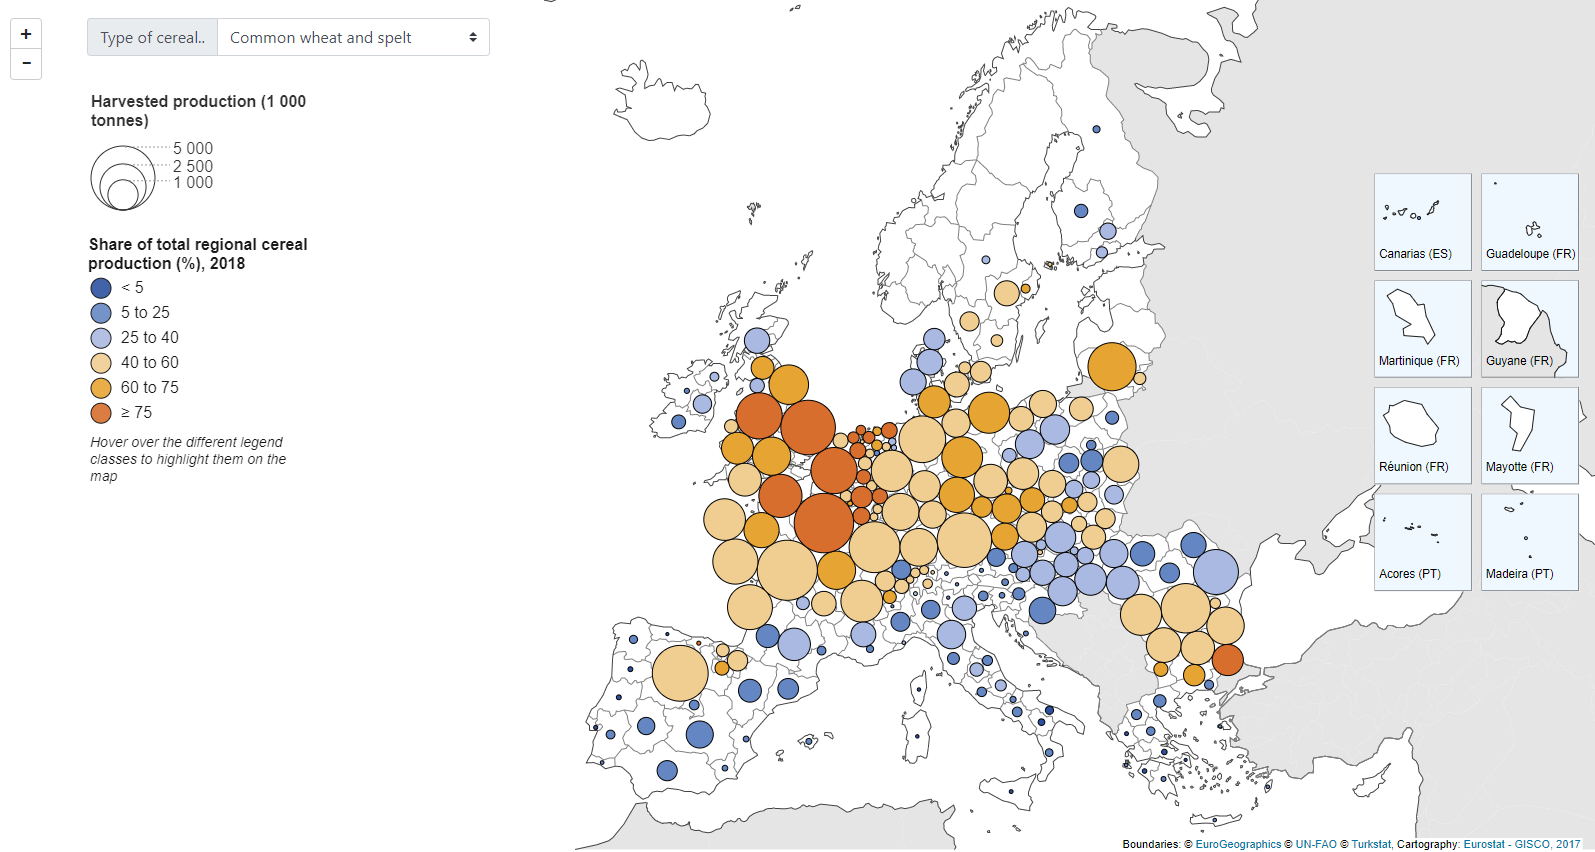 +
−
Type of cereal.. Common wheat and spelt
Harvested production (1 000
tonnes)
5 000
2 500
1 000
Share of total regional cereal
production (%), 2018
< 5
5 to 25
25 to 40
40 to 60
60 to 75
≥ 75
Hover over the different legend
classes to highlight them on the
map
Canarias (ES)
Guadeloupe (FR)
Martinique (FR)
Guyane (FR)
Réunion (FR)
Mayotte (FR)
Acores (PT)
Madeira (PT)
Boundaries: © EuroGeographics © UN-FAO © Turkstat, Cartography: Eurostat - GISCO, 2017